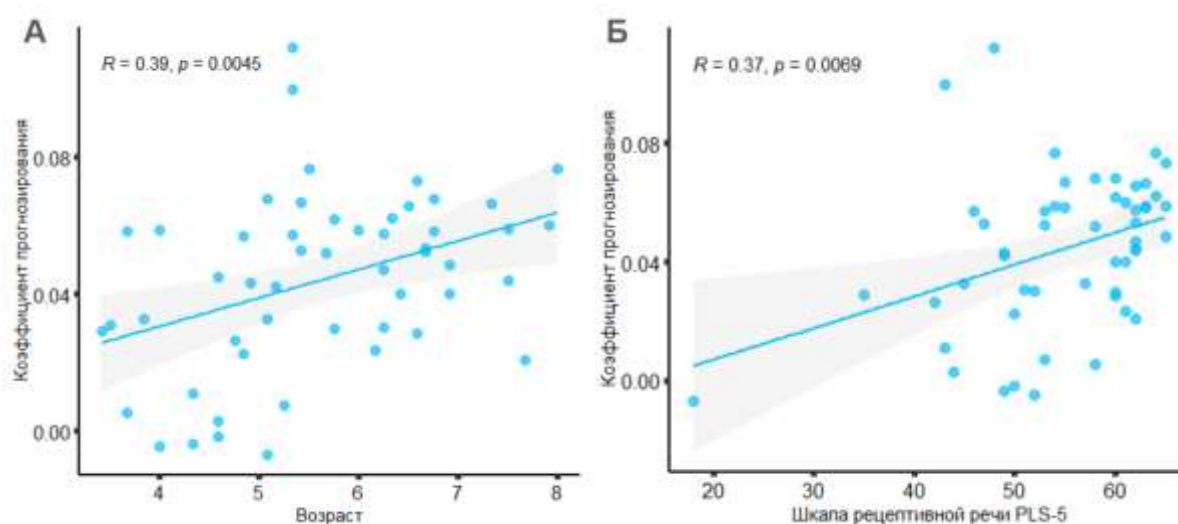 А
R = 0.39, p = 0.0045
Коэффициент прогнозирования
0.08
0.04
0.00
4
5
6
7
8
Возраст
Б
R = 0.37, p = 0.0069
Коэффициент прогнозирования
0.08
0.04
0.00
20
30
40
50
60
Шкала рецептивной речи PLS-5